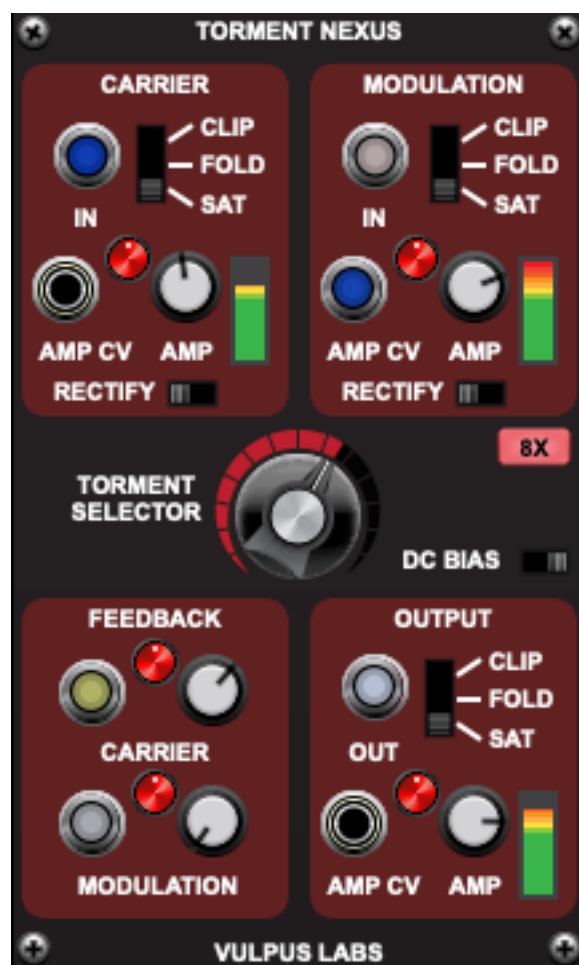 TORMENT NEXUS
CARRIER
CLIP
FOLD
SAT
IN
AMP CV AMP
RECTIFY
MODULATION
CLIP
FOLD
SAT
IN
AMP CV AMP
RECTIFY
8X
TORMENT
SELECTOR
DC BIAS
FEEDBACK
CARRIER
MODULATION
OUTPUT
CLIP
FOLD
SAT
OUT
AMP CV AMP
VULPUS LABS